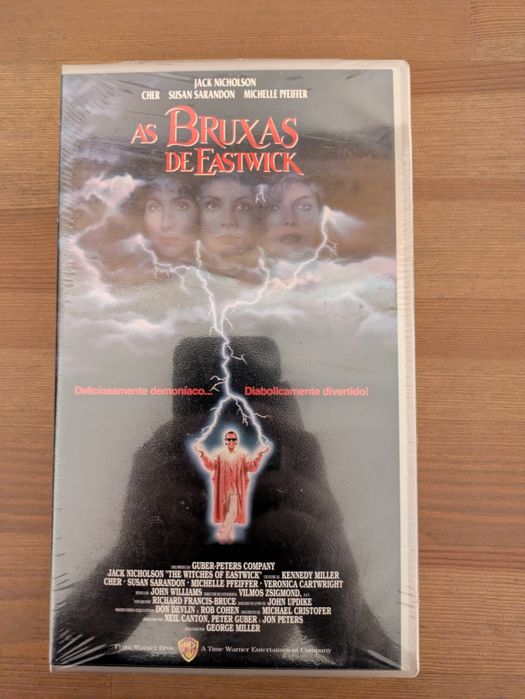 JACK NICHOLSON
CHER SUSAN SARANDON MICHELLE PFEIFFER
AS BRUXAS
DE EASTWICK
Deliciosamente demoníaco... Diabolicamente divertido!
GUBER-PETERS COMPANY
JACK NICHOLSON "THE WITCHES OF EASTWICK" KENNEDY MILLER
CHER · SUSAN SARANDON · MICHELLE PFEIFFER · VERONICA CARTWRIGHT
JOHN WILLIAMS VILMOS ZSIGMOND,
RICHARD FRANCIS-BRUCE JOHN UPDIKE
DON DEVLIN ROB COHEN MICHAEL CRISTOFER
NEIL CANTON, PETER GUBER JON PETERS
GEORGE MILLER
From Warner Bros. WB A Time Warner Entertainment Company